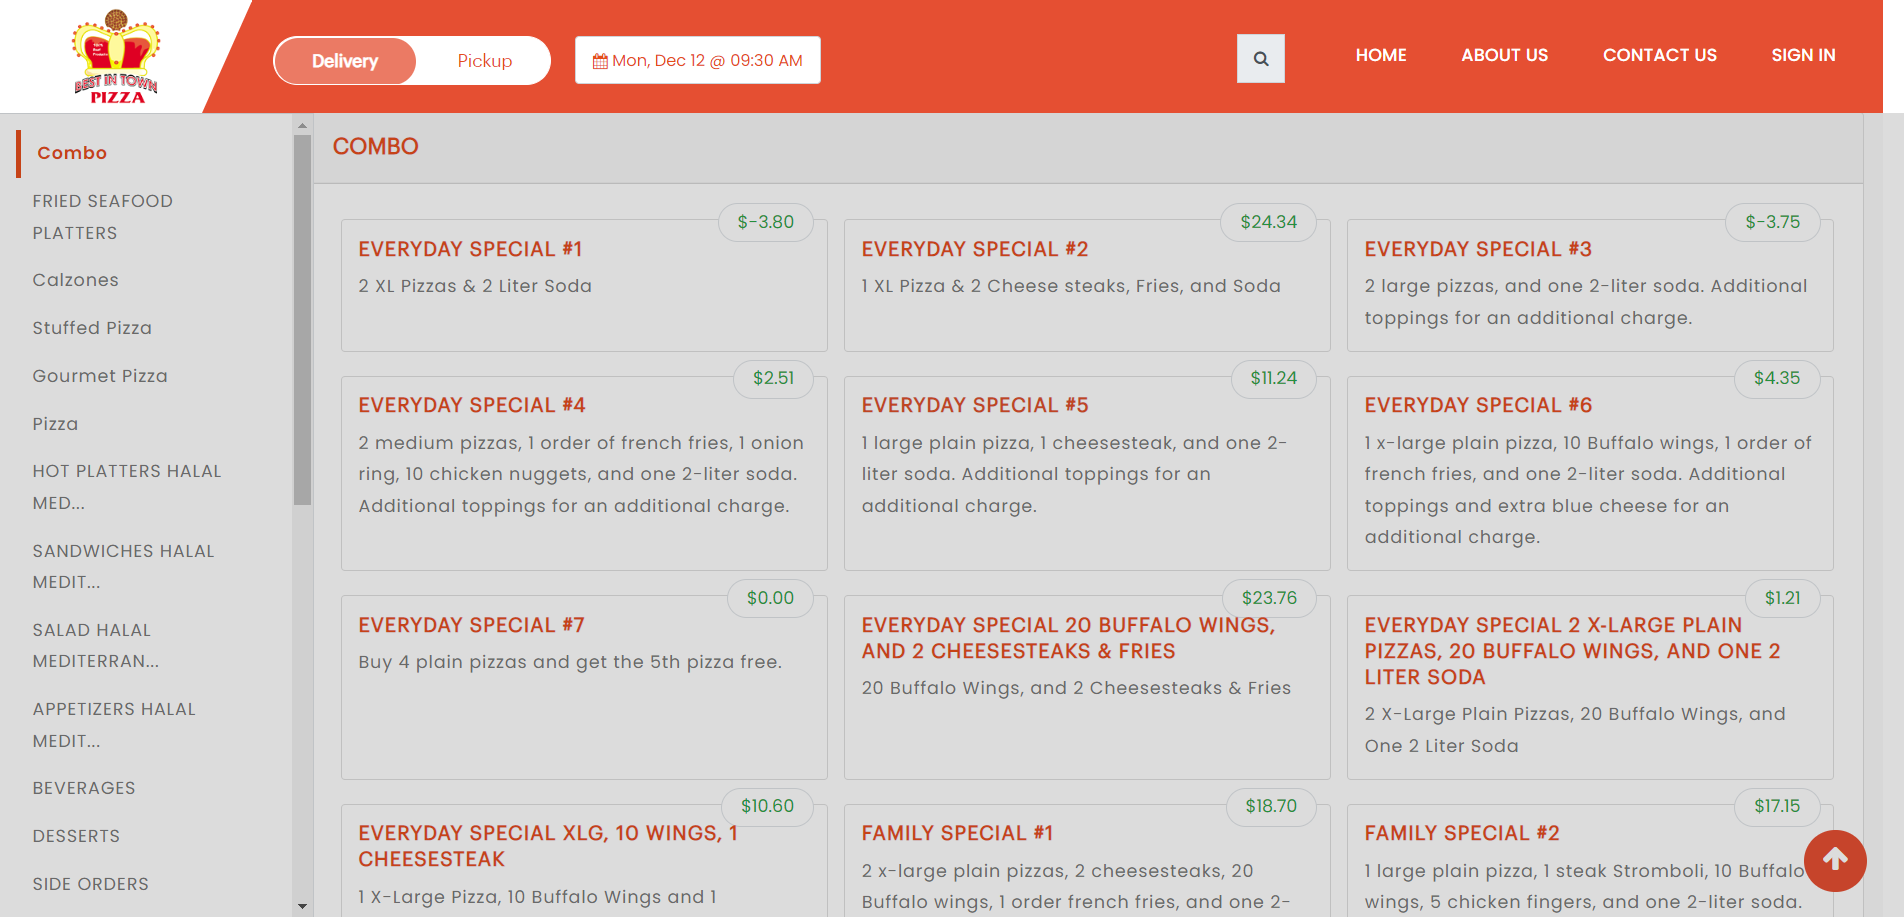 BEST IN TOWN
PIZZA
Delivery
Pickup
Mon, Dec 12 @ 09:30 AM
HOME
ABOUT US
CONTACT US
SIGN IN
Combo
FRIED SEAFOOD
PLATTERS
Calzones
Stuffed Pizza
Gourmet Pizza
Pizza
HOT PLATTERS HALAL
MED...
SANDWICHES HALAL
MEDIT...
SALAD HALAL
MEDITERRAN...
APPETIZERS HALAL
MEDIT...
BEVERAGES
DESSERTS
SIDE ORDERS
COMBO
$-3.80
EVERYDAY SPECIAL #1
2 XL Pizzas & 2 Liter Soda
$24.34
EVERYDAY SPECIAL #2
1 XL Pizza & 2 Cheese steaks, Fries, and Soda
$-3.75
EVERYDAY SPECIAL #3
2 large pizzas, and one 2-liter soda. Additional
toppings for an additional charge.
$2.51
EVERYDAY SPECIAL #4
2 medium pizzas, 1 order of french fries, 1 onion
ring, 10 chicken nuggets, and one 2-liter soda.
Additional toppings for an additional charge.
$11.24
EVERYDAY SPECIAL #5
1 large plain pizza, 1 cheesesteak, and one 2-
liter soda. Additional toppings for an
additional charge.
$4.35
EVERYDAY SPECIAL #6
1 x-large plain pizza, 10 Buffalo wings, 1 order of
french fries, and one 2-liter soda. Additional
toppings and extra blue cheese for an
additional charge.
$0.00
EVERYDAY SPECIAL #7
Buy 4 plain pizzas and get the 5th pizza free.
$23.76
EVERYDAY SPECIAL 20 BUFFALO WINGS,
AND 2 CHEESESTEAKS & FRIES
20 Buffalo Wings, and 2 Cheesesteaks & Fries
$1.21
EVERYDAY SPECIAL 2 X-LARGE PLAIN
PIZZAS, 20 BUFFALO WINGS, AND ONE 2
LITER SODA
2 X-Large Plain Pizzas, 20 Buffalo Wings, and
One 2 Liter Soda
$10.60
EVERYDAY SPECIAL XLG, 10 WINGS, 1
CHEESESTEAK
1 X-Large Pizza, 10 Buffalo Wings and 1
$18.70
FAMILY SPECIAL #1
2 x-large plain pizzas, 2 cheesesteaks, 20
Buffalo wings, 1 order french fries, and one 2-
$17.15
FAMILY SPECIAL #2
1 large plain pizza, 1 steak Stromboli, 10 Buffalo
wings, 5 chicken fingers, and one 2-liter soda.